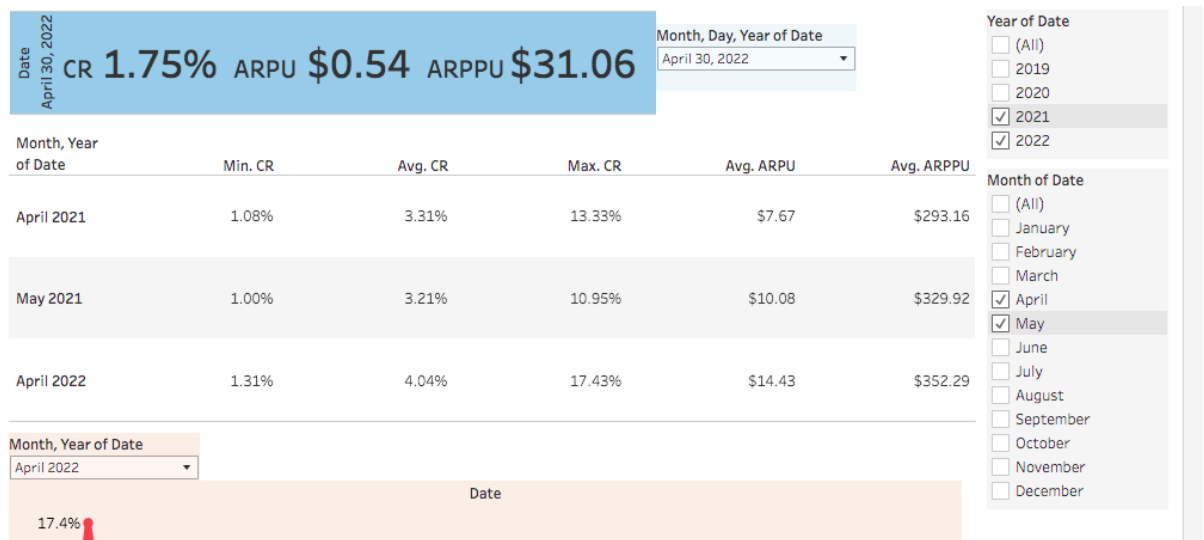 Date
April 30, 2022
CR 1.75% ARPU $0.54 ARPPU $31.06
Month, Day, Year of Date
April 30, 2022
Month, Year
of Date Min. CR Avg. CR Max. CR Avg. ARPU Avg. ARPPU
April 2021 1.08% 3.31% 13.33% $7.67 $293.16
May 2021 1.00% 3.21% 10.95% $10.08 $329.92
April 2022 1.31% 4.04% 17.43% $14.43 $352.29
Month, Year of Date
April 2022
Date
17.4%
Year of Date
(All)
2019
2020
2021
2022
Month of Date
(All)
January
February
March
April
May
June
July
August
September
October
November
December